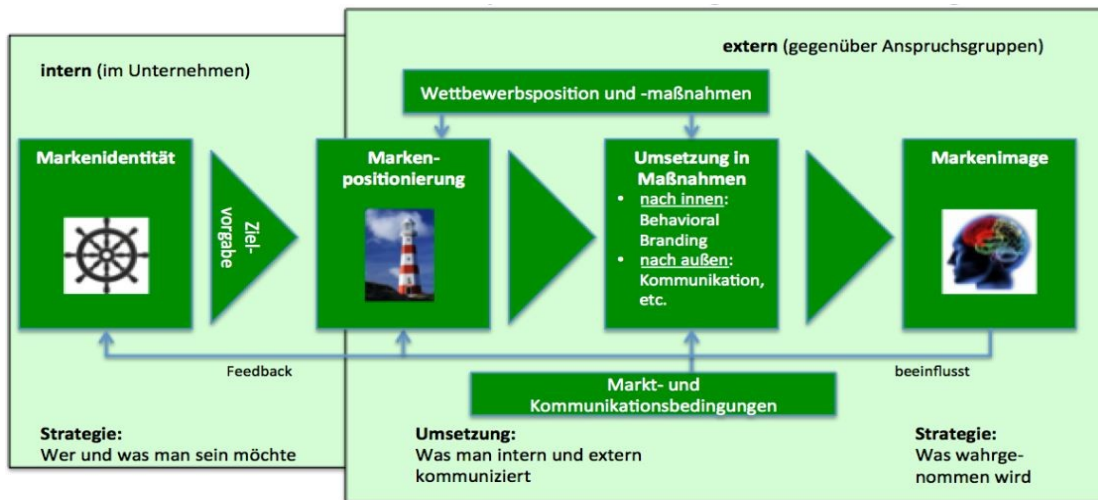 intern (im Unternehmen)
extern (gegenüber Anspruchsgruppen)
Wettbewerbsposition und -maßnahmen
Markenidentität
Ziel-
vorgabe
Marken-
positionierung
Umsetzung in
Maßnahmen
• nach innen:
Behavioral
Branding
• nach außen:
Kommunikation,
etc.
Markenimage
Feedback
beeinflusst
Markt- und
Kommunikationsbedingungen
Strategie:
Wer und was man sein möchte
Umsetzung:
Was man intern und extern
kommuniziert
Strategie:
Was wahrge-
nommen wird